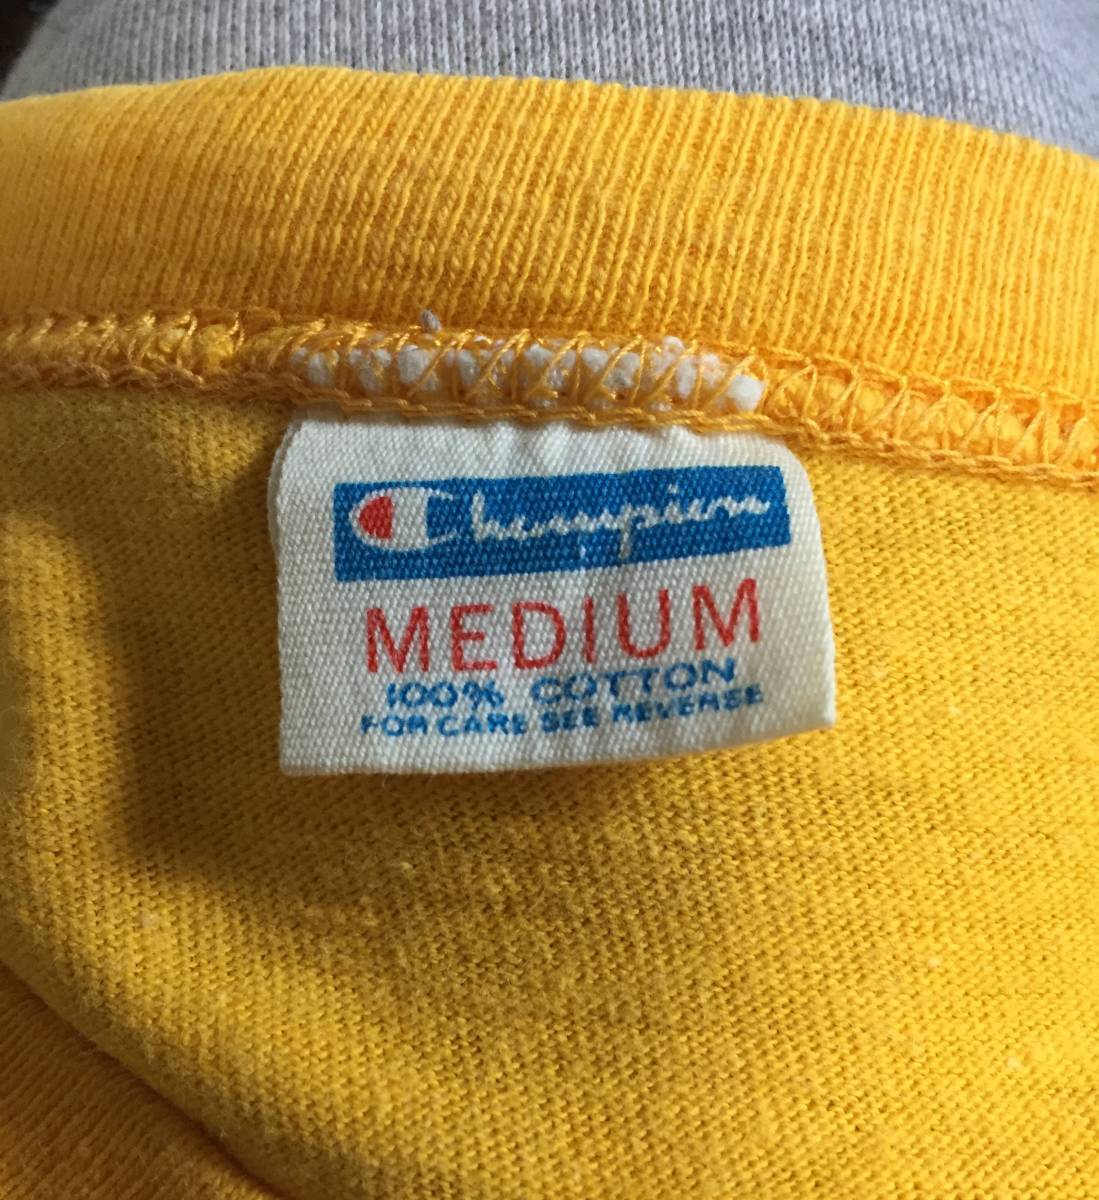 Champion
MEDIUM
100% COTTON
FOR CARE SEE REVERSE